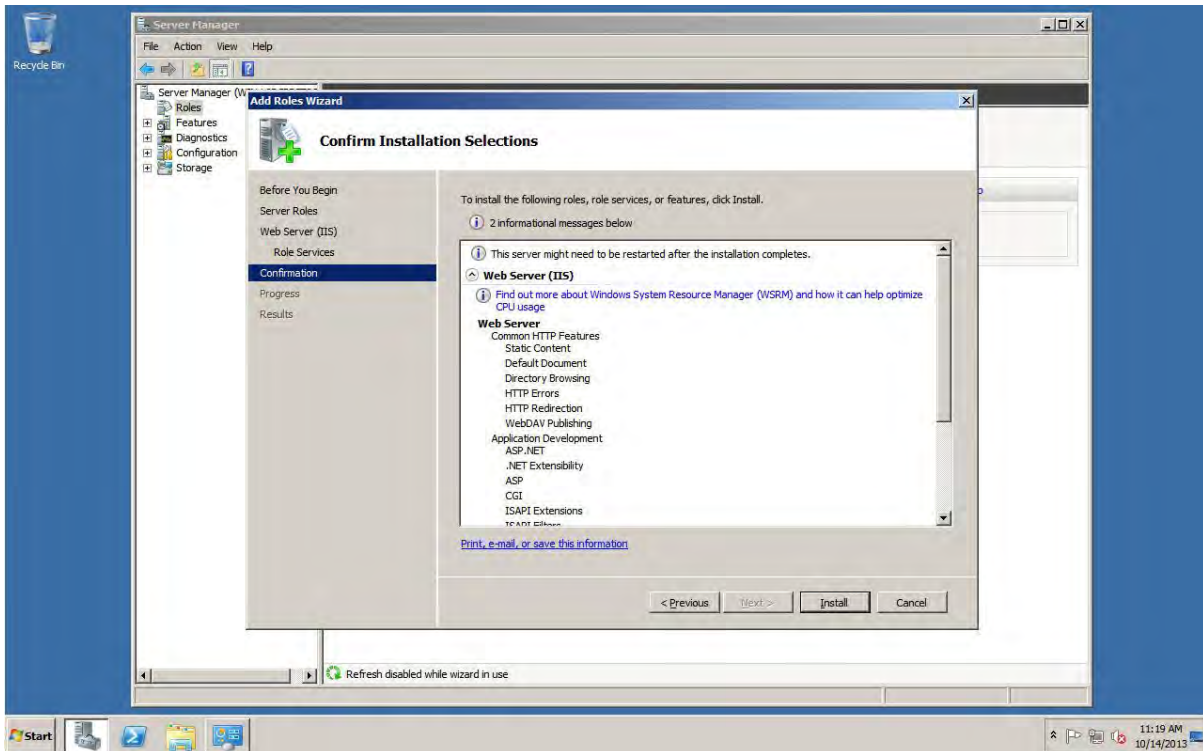 Recycle Bin
Server Manager
File Action View Help
Server Manager
Roles
Features
Diagnostics
Configuration
Storage
Add Roles Wizard
Confirm Installation Selections
Before You Begin
Server Roles
Web Server (IIS)
Role Services
Confirmation
Progress
Results
To install the following roles, role services, or features, click Install.
2 informational messages below
This server might need to be restarted after the installation completes.
Web Server (IIS)
Find out more about Windows System Resource Manager (WSRM) and how it can help optimize
CPU usage
Web Server
Common HTTP Features
Static Content
Default Document
Directory Browsing
HTTP Errors
HTTP Redirection
WebDAV Publishing
Application Development
ASP.NET
.NET Extensibility
ASP
CGI
ISAPI Extensions
ISAPI Filters
Print, e-mail, or save this information
< Previous Next > Install Cancel
Refresh disabled while wizard in use
Start
11:19 AM
10/14/2013